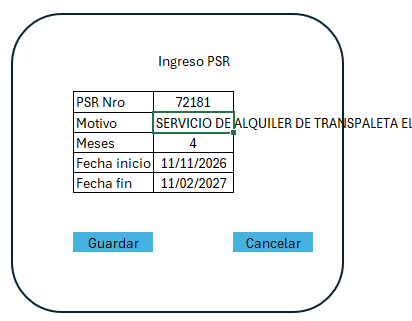 Ingreso PSR
PSR Nro 72181
Motivo SERVICIO DE ALQUILER DE TRANSPALETA EL
Meses 4
Fecha inicio 11/11/2026
Fecha fin 11/02/2027
Guardar Cancelar